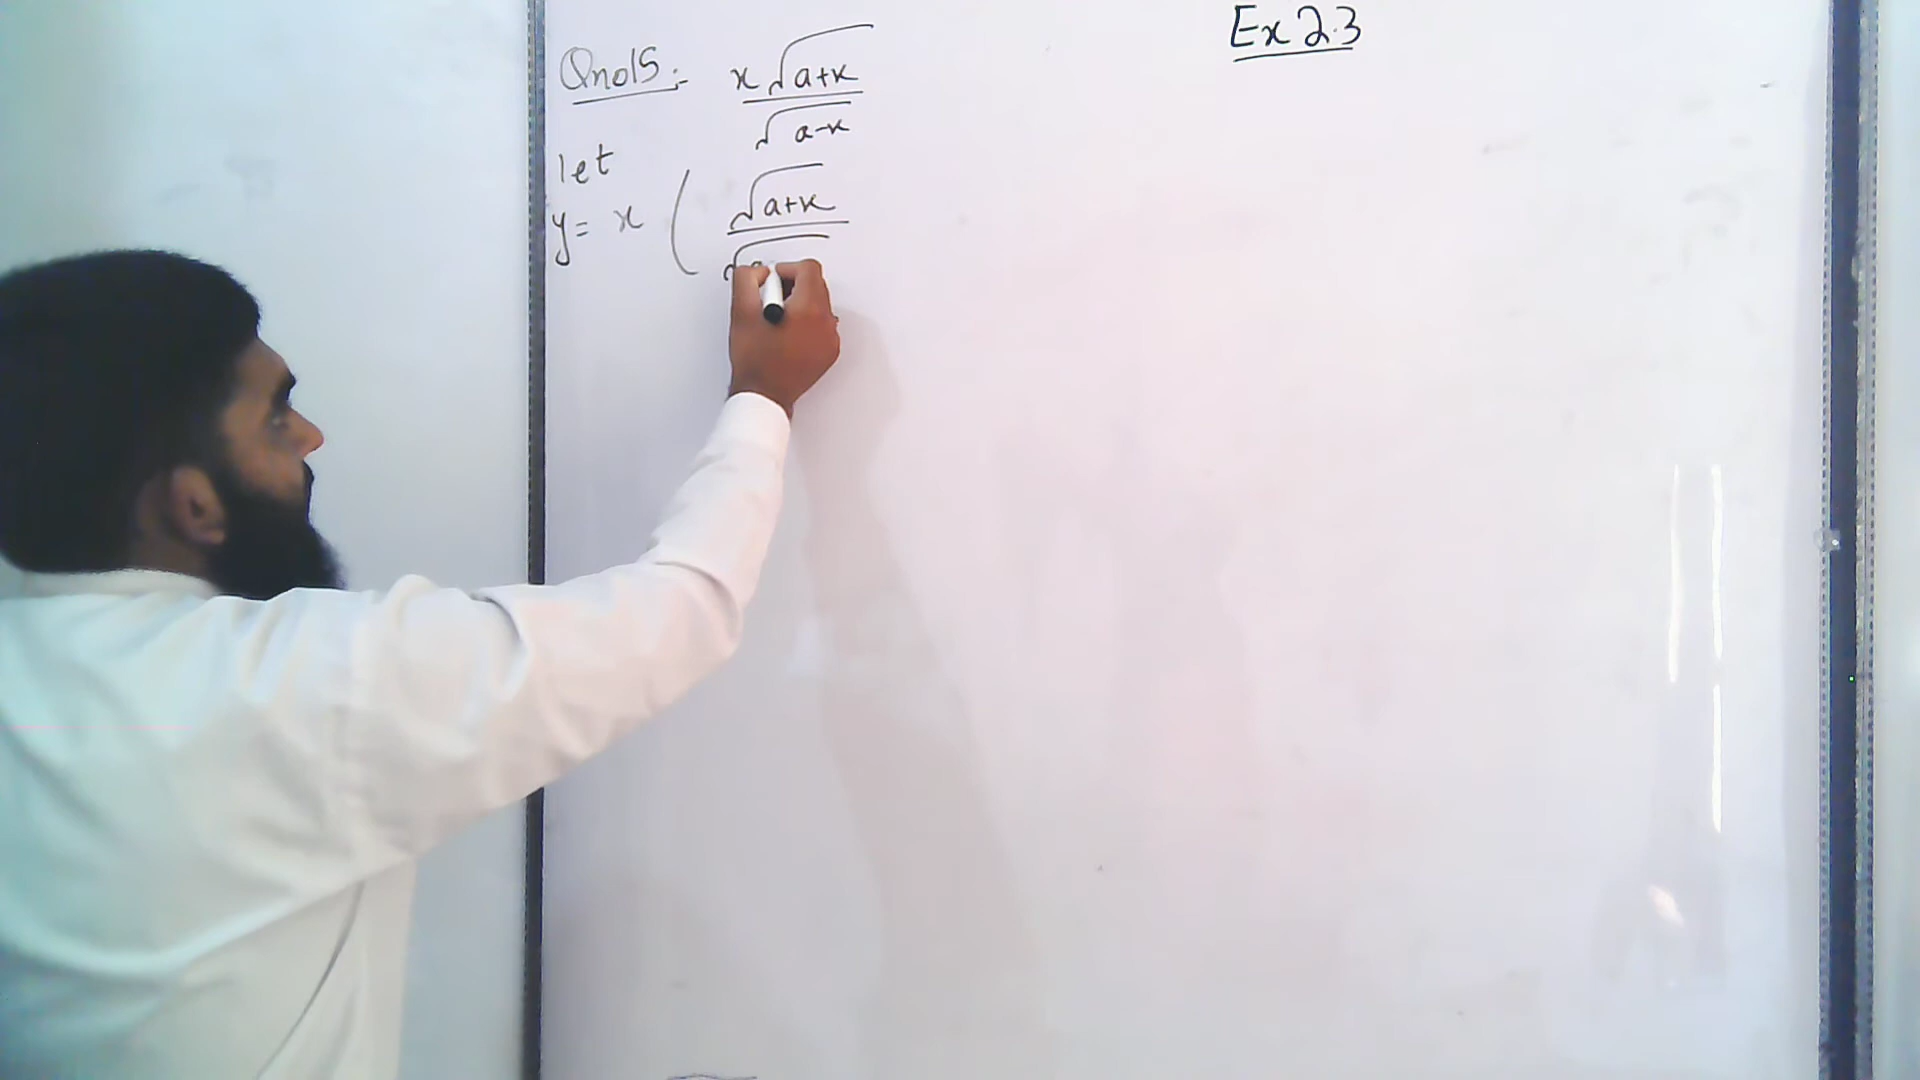 Ex 2.3
Qno15:- x√(a+x) / √(a-x)
let
y = x ( √(a+x) / √a